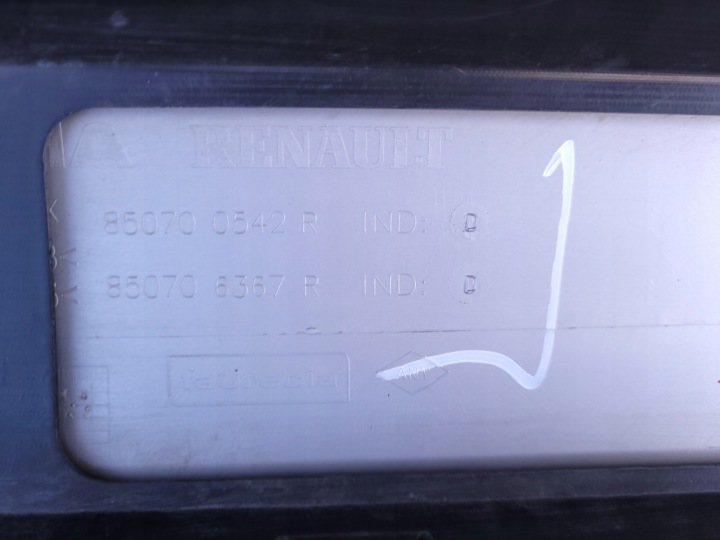 RENAULT
85070 0542 R IND: D
85070 6367 R IND: D
faurecia